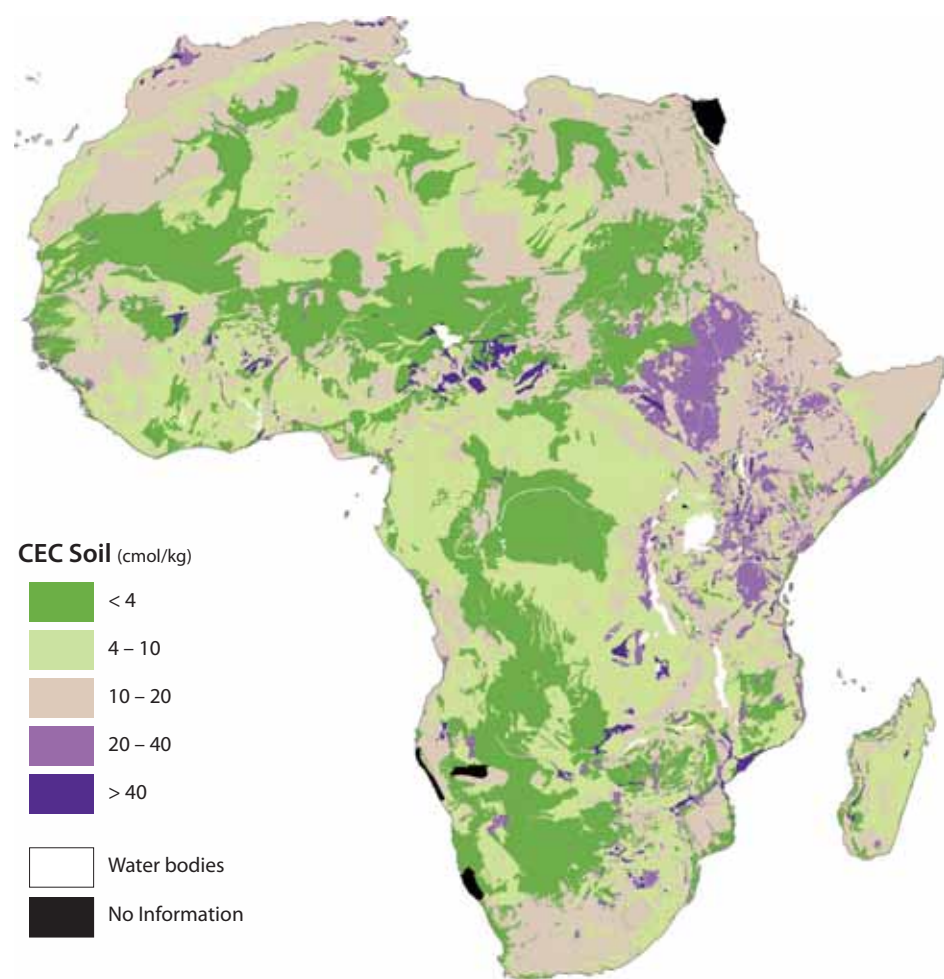 CEC Soil (cmol/kg)
< 4
4 – 10
10 – 20
20 – 40
> 40
Water bodies
No Information